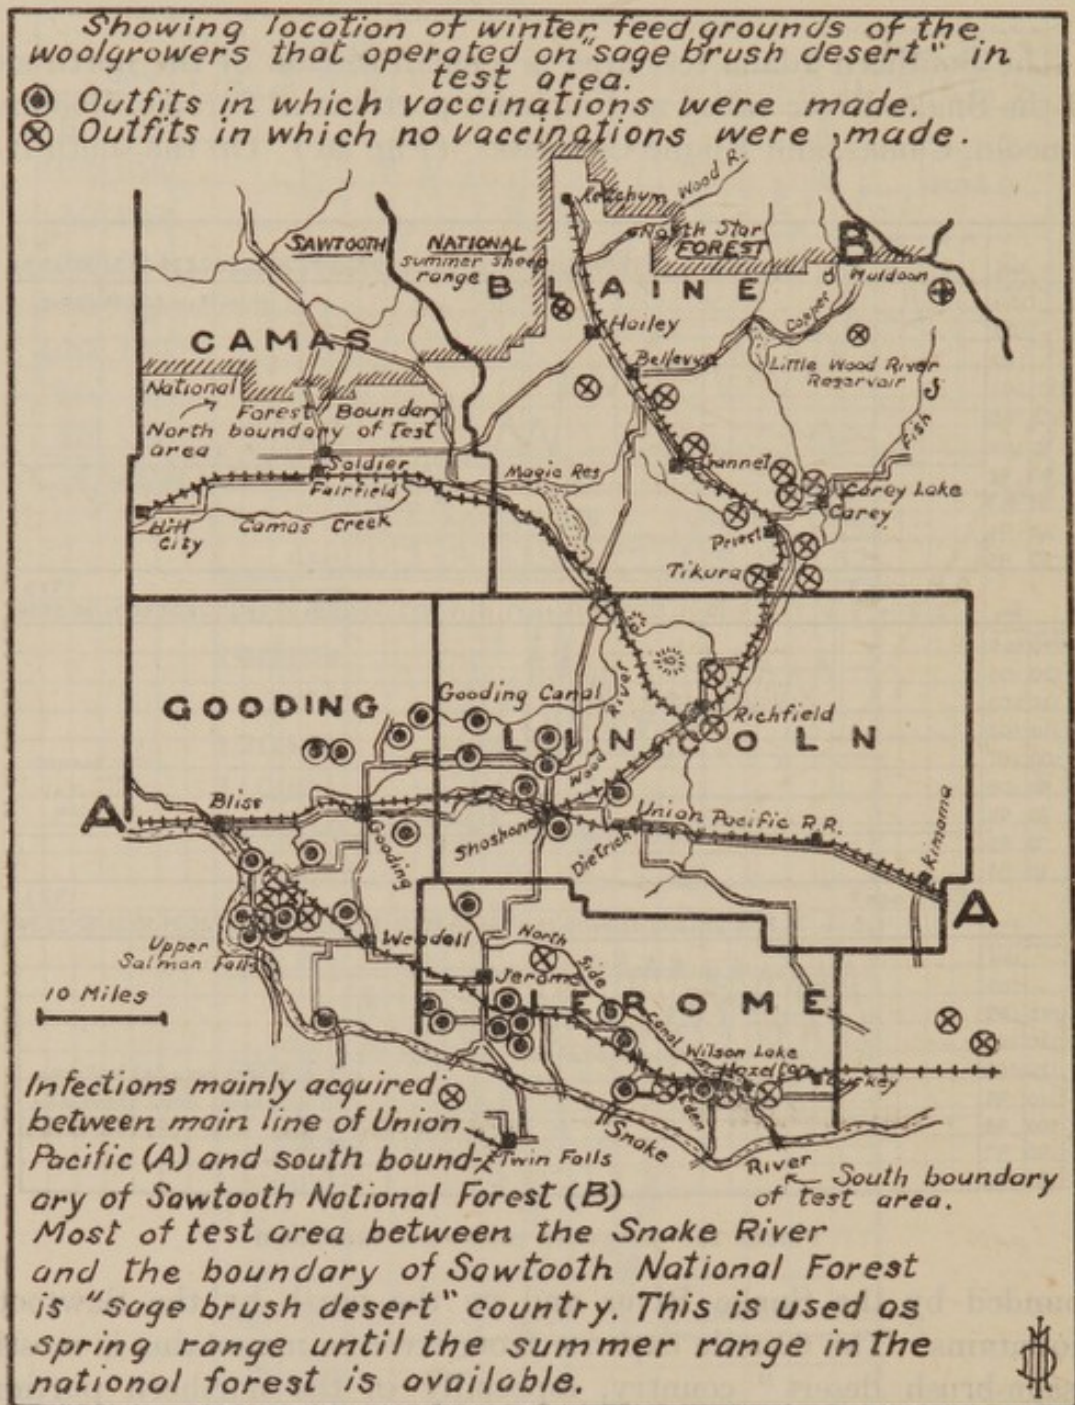 Showing location of winter feed grounds of the
woolgrowers that operated on "sage brush desert" in
test area.
Outfits in which vaccinations were made.
Outfits in which no vaccinations were made.
Ketchum
Wood R.
SAWTOOTH
NATIONAL
FOREST
summer sheep
range
North Star
B
Muldoon
BLAINE
Copper
CAMAS
Hailey
Bellevue
Little Wood River
Reservoir
Fish C
National
Forest Boundary
North boundary of test
area
Soldier
Fairfield
Magic Res
Gannet
Carey Lake
Carey
Hill
City
Camas Creek
Priest
Tikura
GOODING
Gooding Canal
River
Wood
Richfield
LINCOLN
A
Bliss
Gooding
Shoshone
Dietrich
Union Pacific R.R.
Kimama
A
Upper
Salmon Falls
Wendell
North
Side
Canal
Jerome
JEROME
10 Miles
Wilson Lake
Hazelton
Eden
Infections mainly acquired
between main line of Union
Pacific (A) and south bound-
ary of Sawtooth National Forest (B)
Twin Falls
Snake
River
South boundary
of test area.
Most of test area between the Snake River
and the boundary of Sawtooth National Forest
is "sage brush desert" country. This is used as
spring range until the summer range in the
national forest is available.